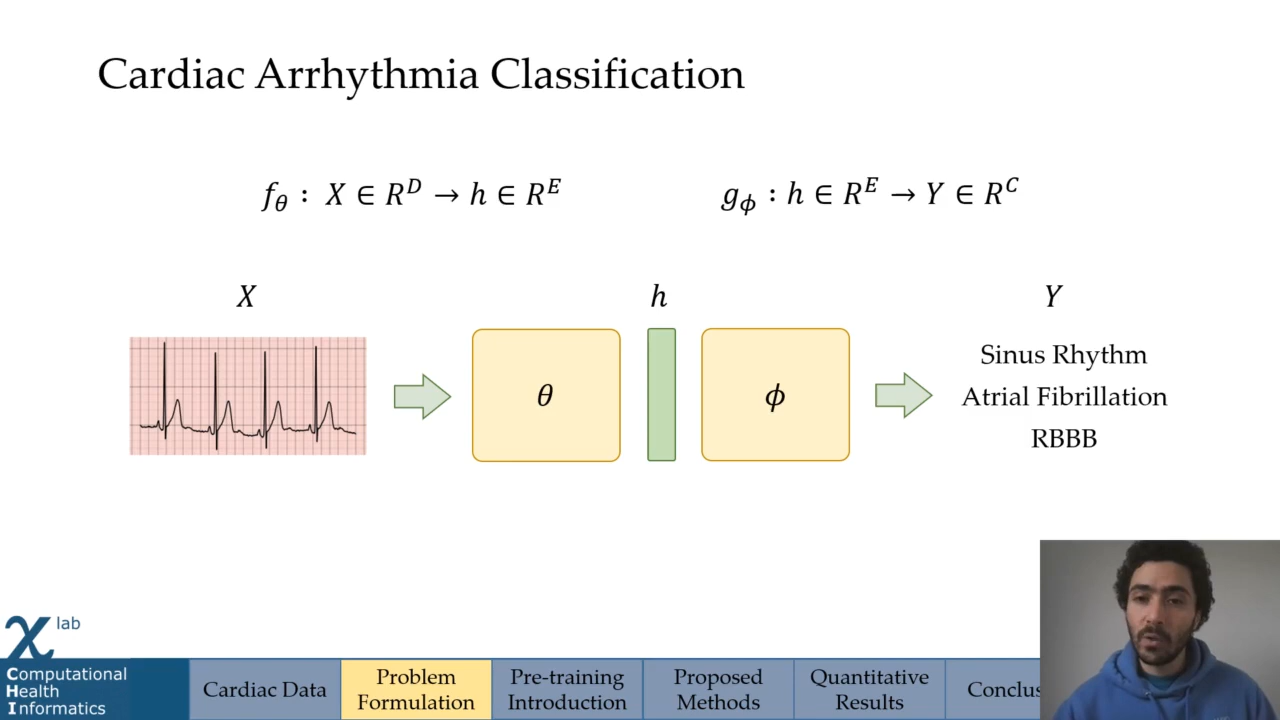 Cardiac Arrhythmia Classification
f_θ : X ∈ R^D → h ∈ R^E
g_ϕ : h ∈ R^E → Y ∈ R^C
X
h
Y
θ
ϕ
Sinus Rhythm
Atrial Fibrillation
RBBB
χ lab
Computational
Health
Informatics
Cardiac Data
Problem
Formulation
Pre-training
Introduction
Proposed
Methods
Quantitative
Results
Conclus